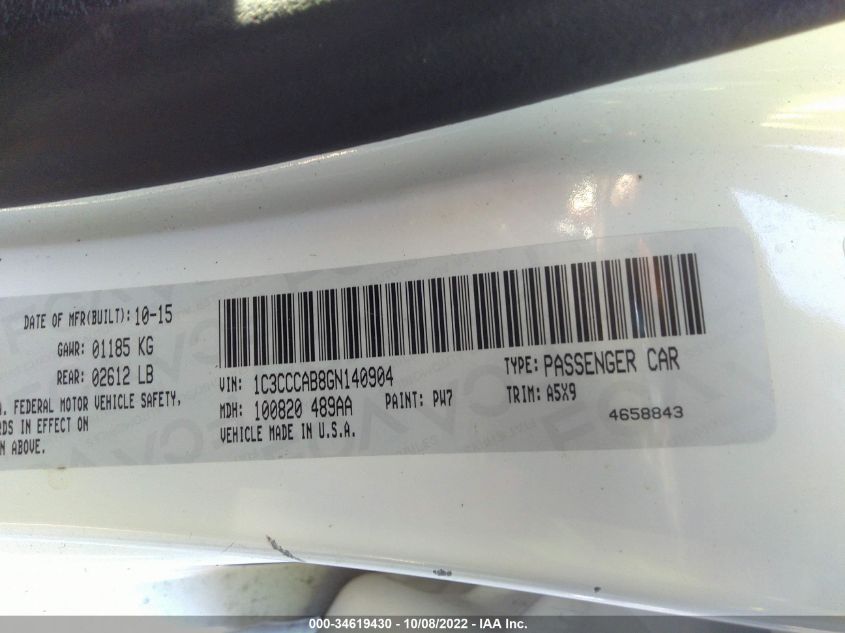 DATE OF MFR(BUILT): 10-15
GAWR: 01185 KG
REAR: 02612 LB
FEDERAL MOTOR VEHICLE SAFETY,
RDS IN EFFECT ON
N ABOVE.
VIN: 1C3CCCAB8GN140904
TYPE: PASSENGER CAR
MDH: 100820 489AA PAINT: PW7
TRIM: A5X9
VEHICLE MADE IN U.S.A.
4658843
000-34619430 - 10/08/2022 - IAA Inc.